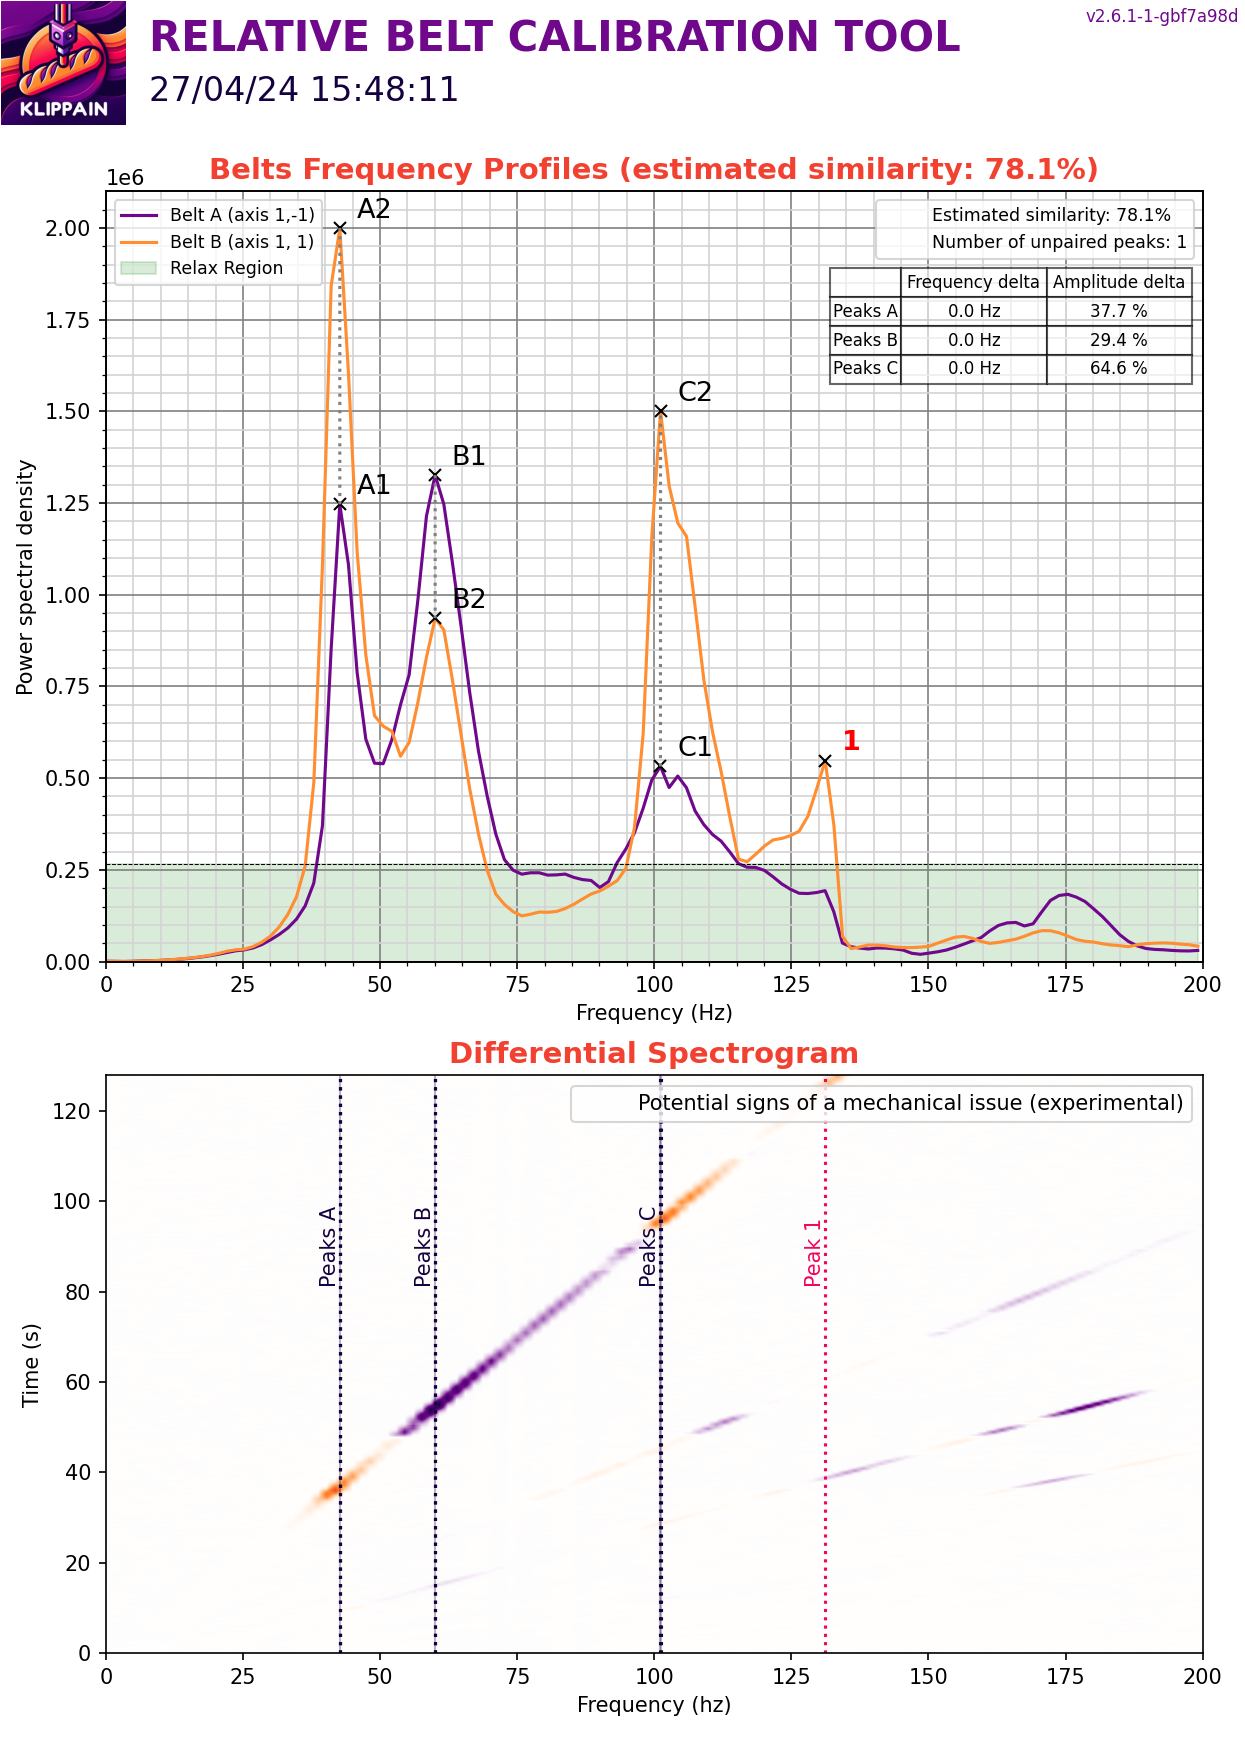 KLIPPAIN
RELATIVE BELT CALIBRATION TOOL
v2.6.1-1-gbf7a98d
27/04/24 15:48:11
Belts Frequency Profiles (estimated similarity: 78.1%)
1e6
Belt A (axis 1,-1)
Belt B (axis 1, 1)
Relax Region
Estimated similarity: 78.1%
Number of unpaired peaks: 1
Frequency delta Amplitude delta
Peaks A 0.0 Hz 37.7 %
Peaks B 0.0 Hz 29.4 %
Peaks C 0.0 Hz 64.6 %
A2
A1
B1
B2
C2
C1
1
2.00
1.75
1.50
1.25
1.00
0.75
0.50
0.25
0.00
Power spectral density
0 25 50 75 100 125 150 175 200
Frequency (Hz)
Differential Spectrogram
Potential signs of a mechanical issue (experimental)
Peaks A
Peaks B
Peaks C
Peak 1
120
100
80
60
40
20
0
Time (s)
0 25 50 75 100 125 150 175 200
Frequency (hz)